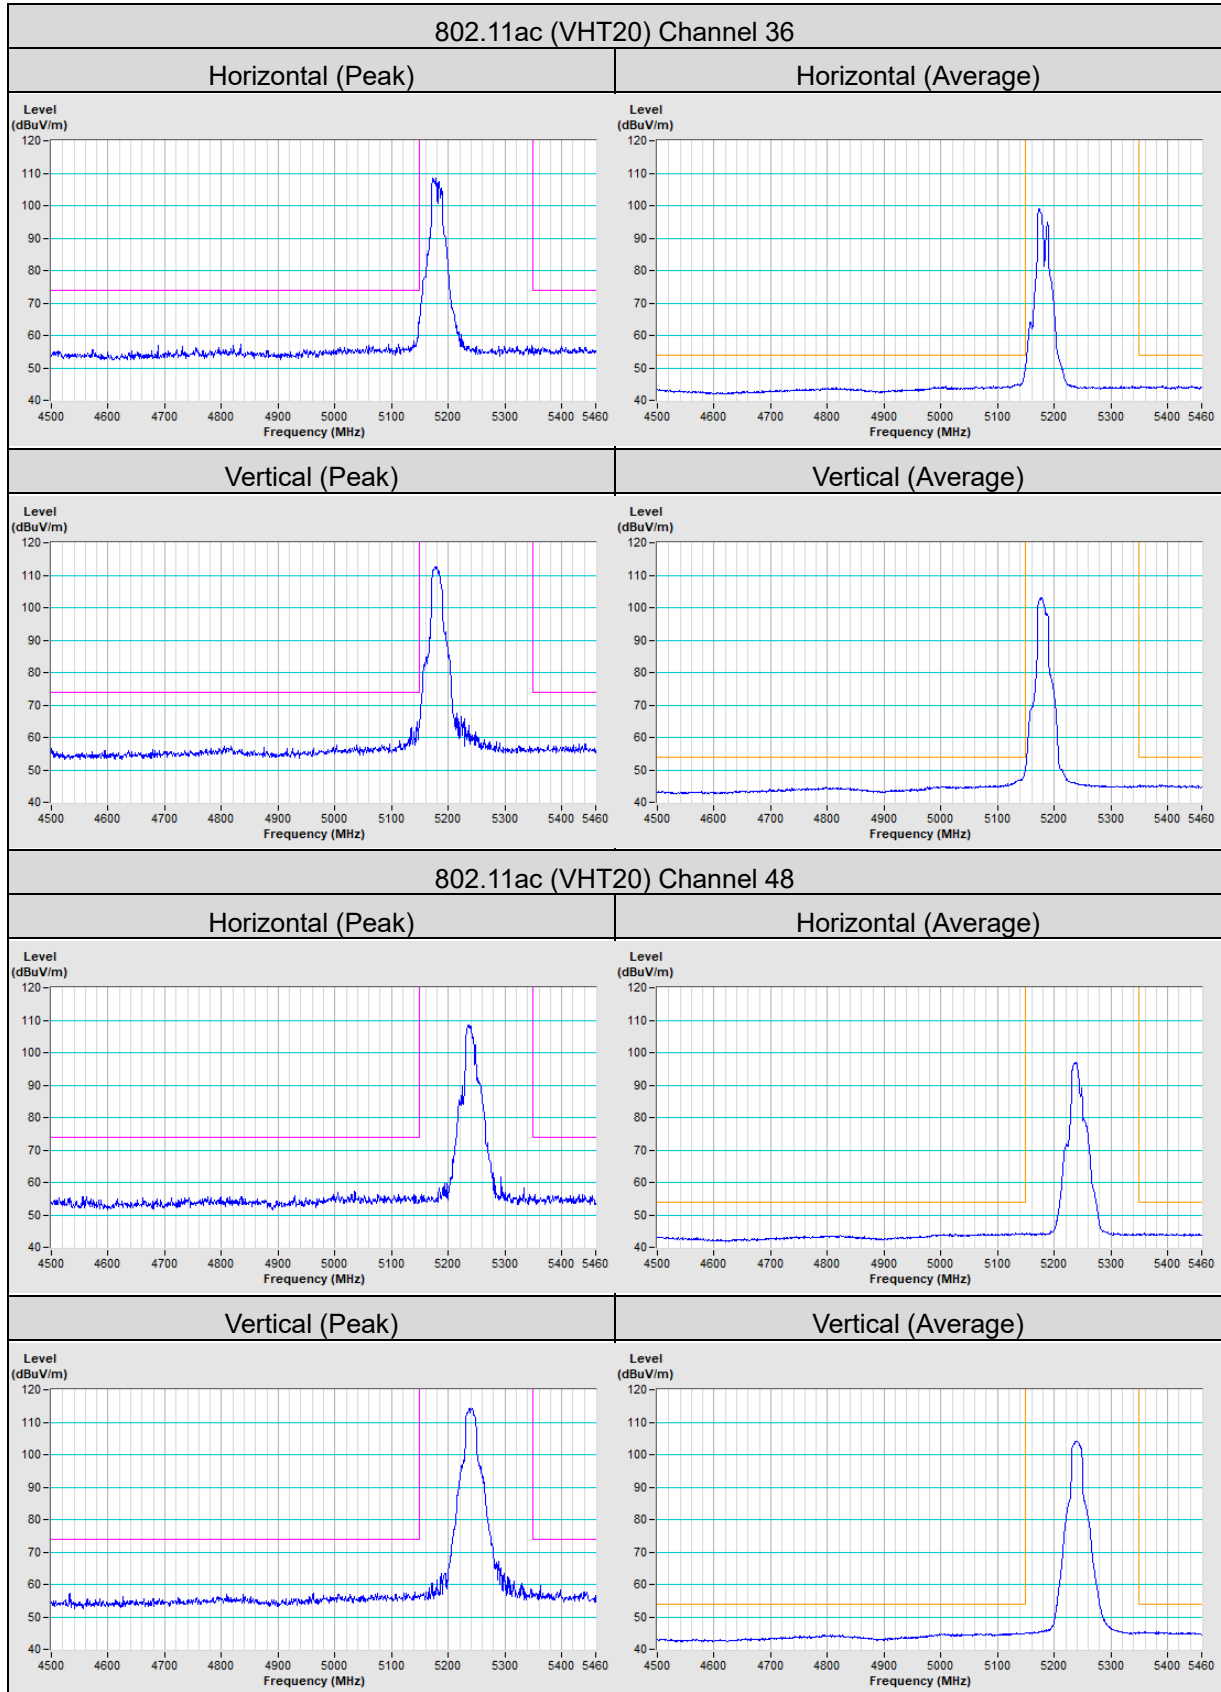 802.11ac (VHT20) Channel 36
Horizontal (Peak) Horizontal (Average)
Level Level
(dBuV/m) (dBuV/m)
120 120
110 110
100 100
90 90
80 80
70 70
60 60
50 50
40 40
4500 4600 4700 4800 4900 5000 5100 5200 5300 5400 5460 4500 4600 4700 4800 4900 5000 5100 5200 5300 5400 5460
Frequency (MHz) Frequency (MHz)
Vertical (Peak) Vertical (Average)
Level Level
(dBuV/m) (dBuV/m)
120 120
110 110
100 100
90 90
80 80
70 70
60 60
50 50
40 40
4500 4600 4700 4800 4900 5000 5100 5200 5300 5400 5460 4500 4600 4700 4800 4900 5000 5100 5200 5300 5400 5460
Frequency (MHz) Frequency (MHz)
802.11ac (VHT20) Channel 48
Horizontal (Peak) Horizontal (Average)
Level Level
(dBuV/m) (dBuV/m)
120 120
110 110
100 100
90 90
80 80
70 70
60 60
50 50
40 40
4500 4600 4700 4800 4900 5000 5100 5200 5300 5400 5460 4500 4600 4700 4800 4900 5000 5100 5200 5300 5400 5460
Frequency (MHz) Frequency (MHz)
Vertical (Peak) Vertical (Average)
Level Level
(dBuV/m) (dBuV/m)
120 120
110 110
100 100
90 90
80 80
70 70
60 60
50 50
40 40
4500 4600 4700 4800 4900 5000 5100 5200 5300 5400 5460 4500 4600 4700 4800 4900 5000 5100 5200 5300 5400 5460
Frequency (MHz) Frequency (MHz)